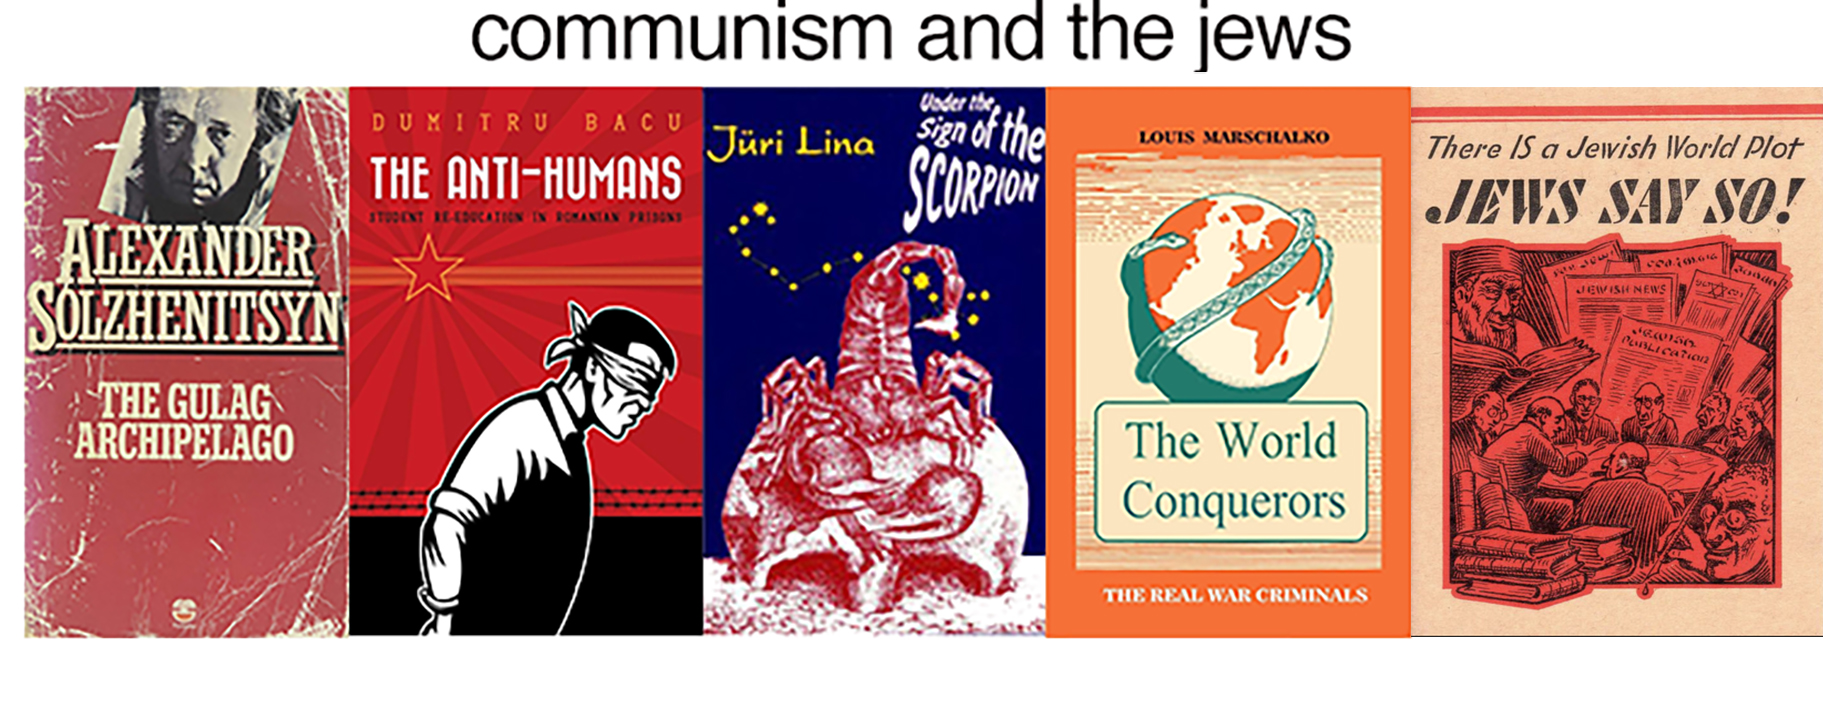 communism and the jews
ALEXANDER
SOLZHENITSYN
THE GULAG
ARCHIPELAGO
DUMITRU BACU
THE ANTI-HUMANS
STUDENT RE-EDUCATION IN ROMANIAN PRISONS
Jüri Lina
Under the
Sign of the
SCORPION
LOUIS MARSCHALKO
The World
Conquerors
THE REAL WAR CRIMINALS
There IS a Jewish World Plot
JEWS SAY SO!
JEWISH NEWS
PUBLICATION